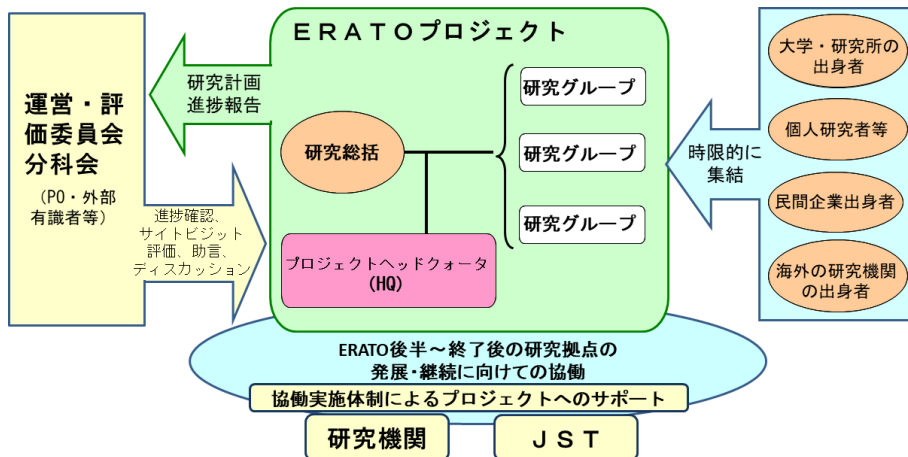 ERATOプロジェクト
運営・評
価委員会
分科会
(PO・外部
有識者等)
研究計画
進捗報告
進捗確認、
サイトビジット
評価、助言、
ディスカッション
研究総括
プロジェクトヘッドクォータ
(HQ)
研究グループ
研究グループ
研究グループ
時限的に
集結
大学・研究所の
出身者
個人研究者等
民間企業出身者
海外の研究機関
の出身者
ERATO後半～終了後の研究拠点の
発展・継続に向けての協働
協働実施体制によるプロジェクトへのサポート
研究機関
JST